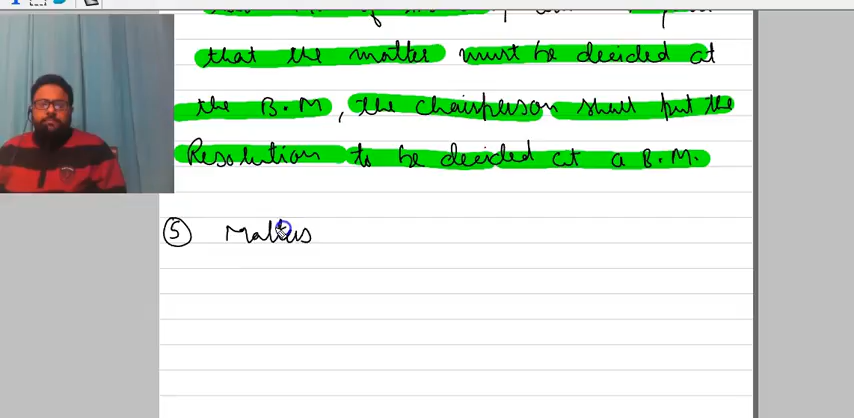 that the matter must be decided at
the B.M, the chairperson shall put the
Resolution to be decided at a B.M.
5 Matters